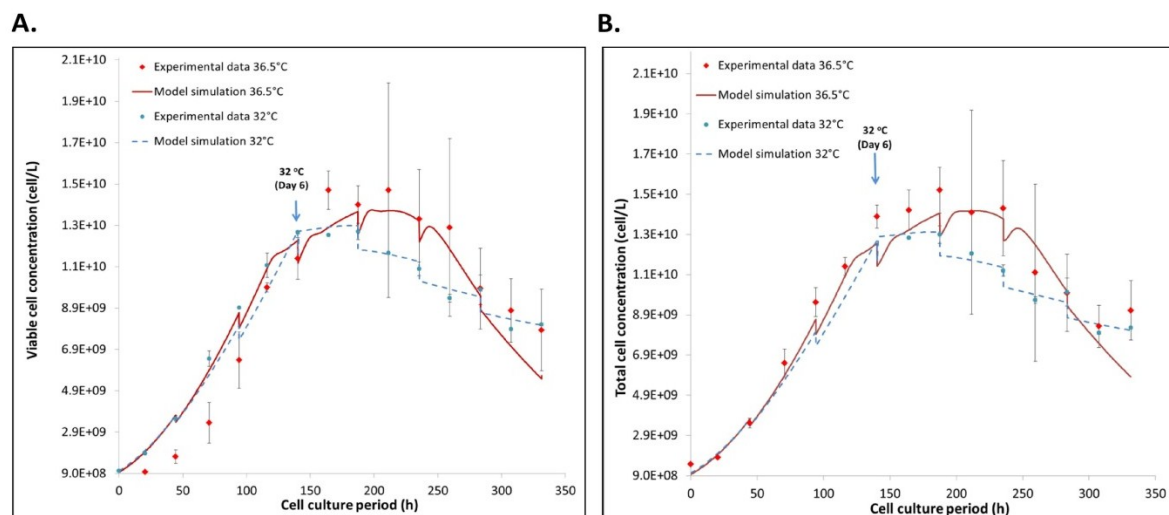 A.
Viable cell concentration (cell/L)
2.1E+10
1.9E+10
1.7E+10
1.5E+10
1.3E+10
1.1E+10
8.9E+09
6.9E+09
4.9E+09
2.9E+09
9.0E+08
Experimental data 36.5°C
Model simulation 36.5°C
Experimental data 32°C
Model simulation 32°C
32 °C
(Day 6)
0 50 100 150 200 250 300 350
Cell culture period (h)
B.
Total cell concentration (cell/L)
2.1E+10
1.9E+10
1.7E+10
1.5E+10
1.3E+10
1.1E+10
8.9E+09
6.9E+09
4.9E+09
2.9E+09
9.0E+08
Experimental data 36.5°C
Model simulation 36.5°C
Experimental data 32°C
Model simulation 32°C
32 °C
(Day 6)
0 50 100 150 200 250 300 350
Cell culture period (h)